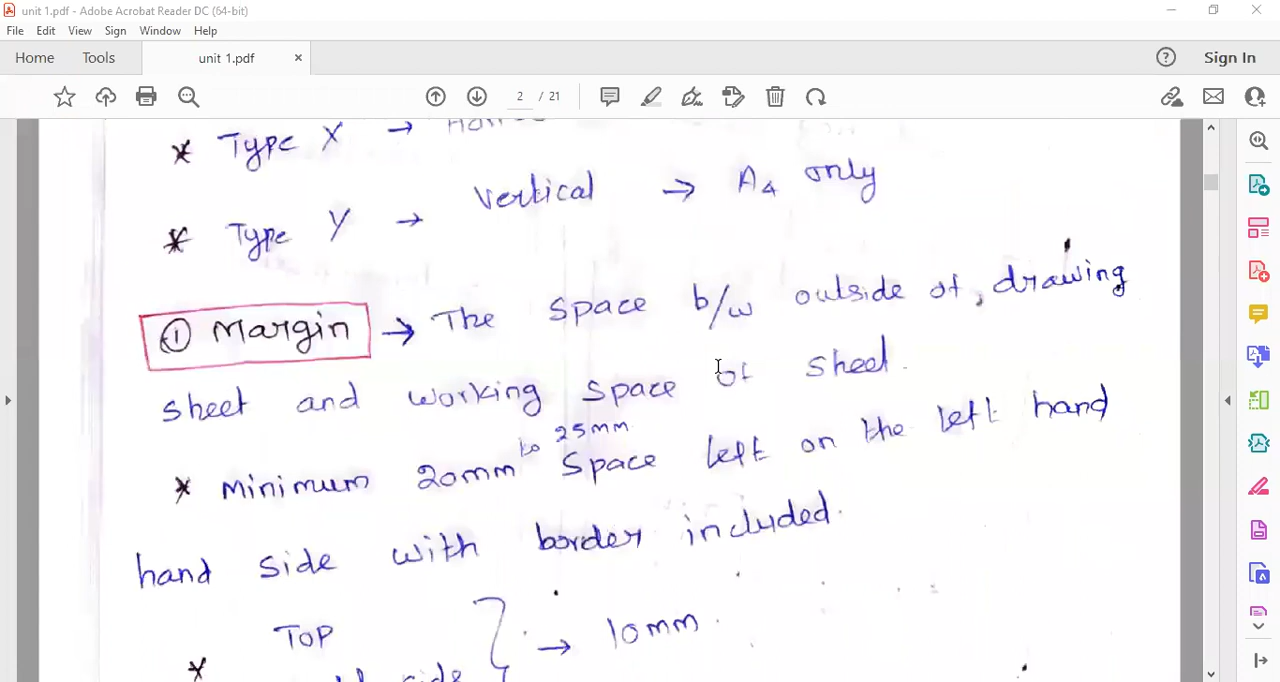 unit 1.pdf - Adobe Acrobat Reader DC (64-bit)
File Edit View Sign Window Help
Home Tools unit 1.pdf × ? Sign In
2 / 21
* Type X →
* Type Y → Vertical → A4 only
① Margin → The space b/w outside of, drawing
sheet and working space of sheet.
to 25mm
* Minimum 20mm space left on the left hand
hand side with border included.
TOP
* side } → 10mm.